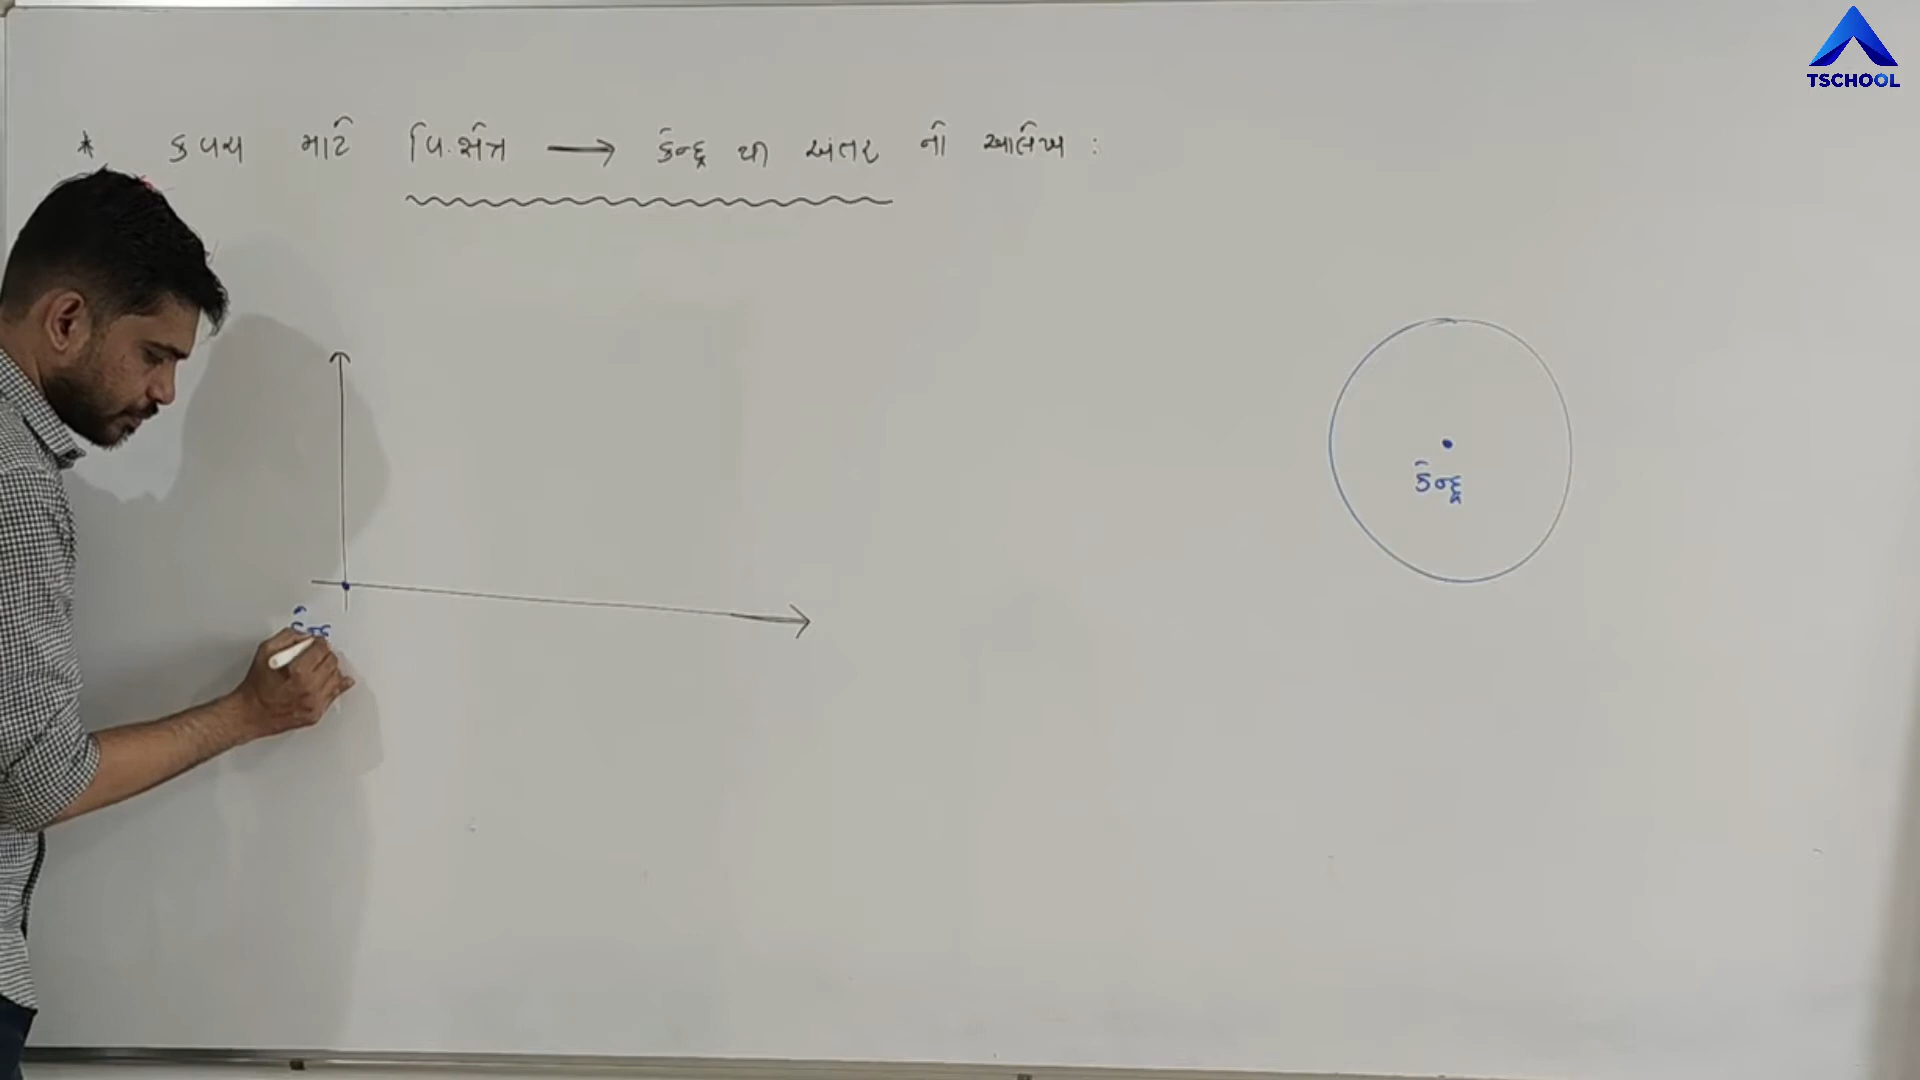 * કવચ માટે વિ.ક્ષેત્ર → કેન્દ્ર થી અંતર નો આલેખ :
કેન્દ્ર
TSCHOOL